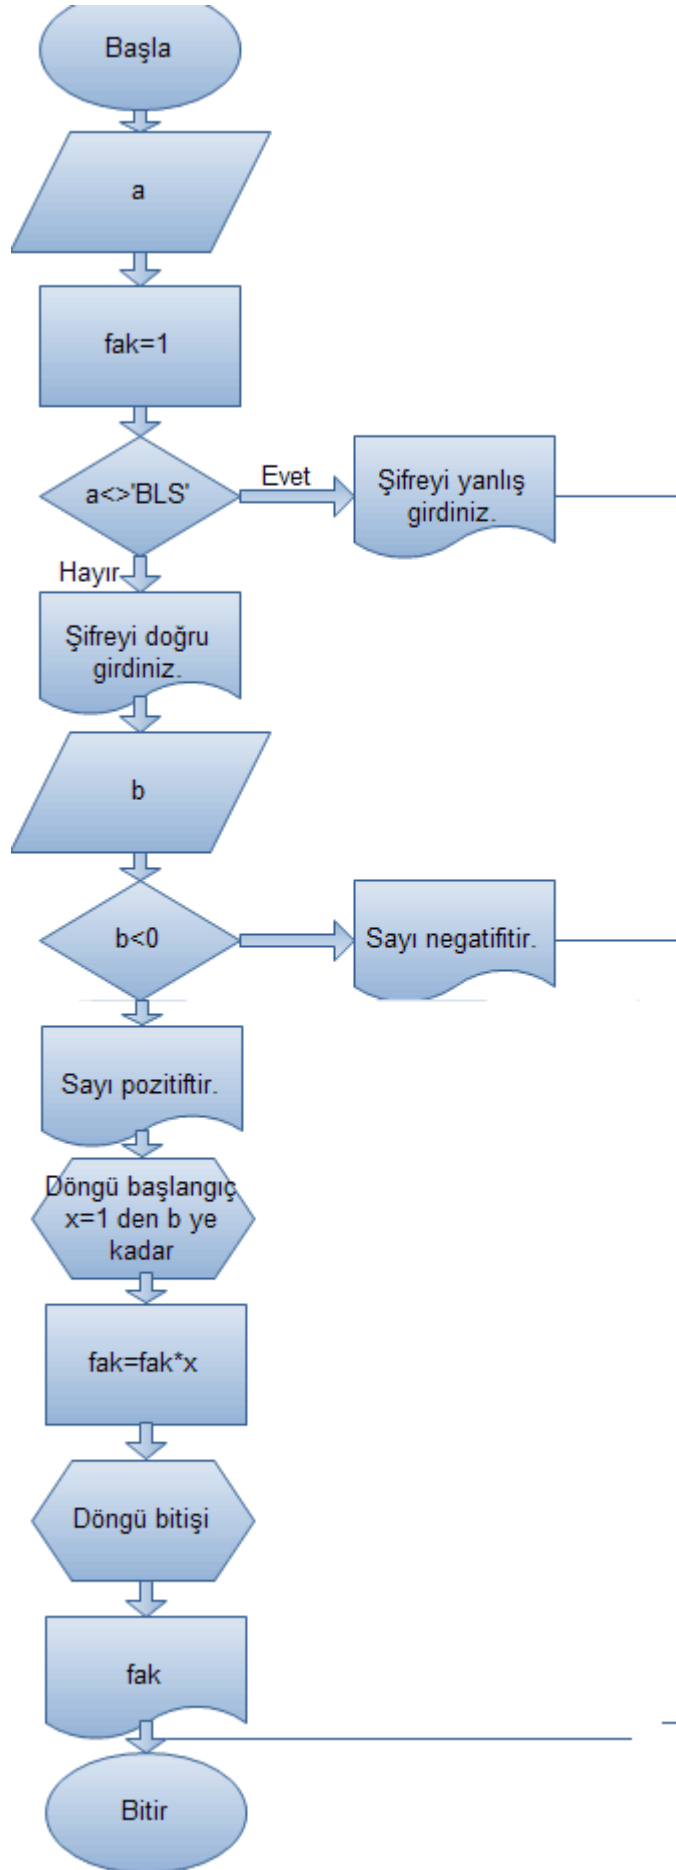 Başla
a
fak=1
a<>'BLS'
Evet
Şifreyi yanlış
girdiniz.
Hayır
Şifreyi doğru
girdiniz.
b
b<0
Sayı negatifitir.
Sayı pozitiftir.
Döngü başlangıç
x=1 den b ye
kadar
fak=fak*x
Döngü bitişi
fak
Bitir